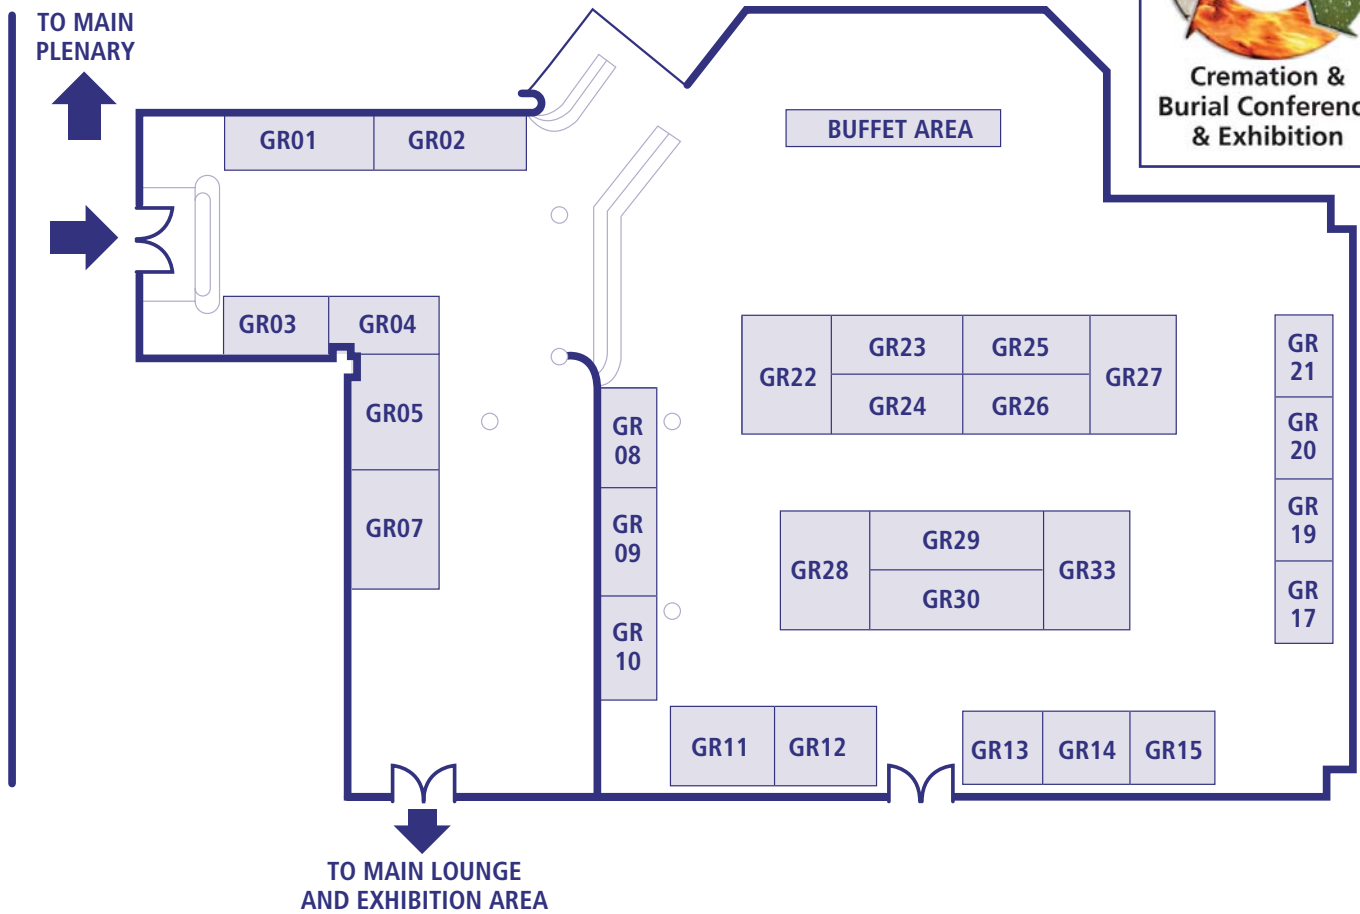 TO MAIN
PLENARY
Cremation &
Burial Conferenc
& Exhibition
GR01
GR02
BUFFET AREA
GR03
GR04
GR05
GR07
GR
08
GR
09
GR
10
GR22
GR23
GR25
GR24
GR26
GR27
GR
21
GR
20
GR
19
GR
17
GR28
GR29
GR30
GR33
GR11
GR12
GR13
GR14
GR15
TO MAIN LOUNGE
AND EXHIBITION AREA